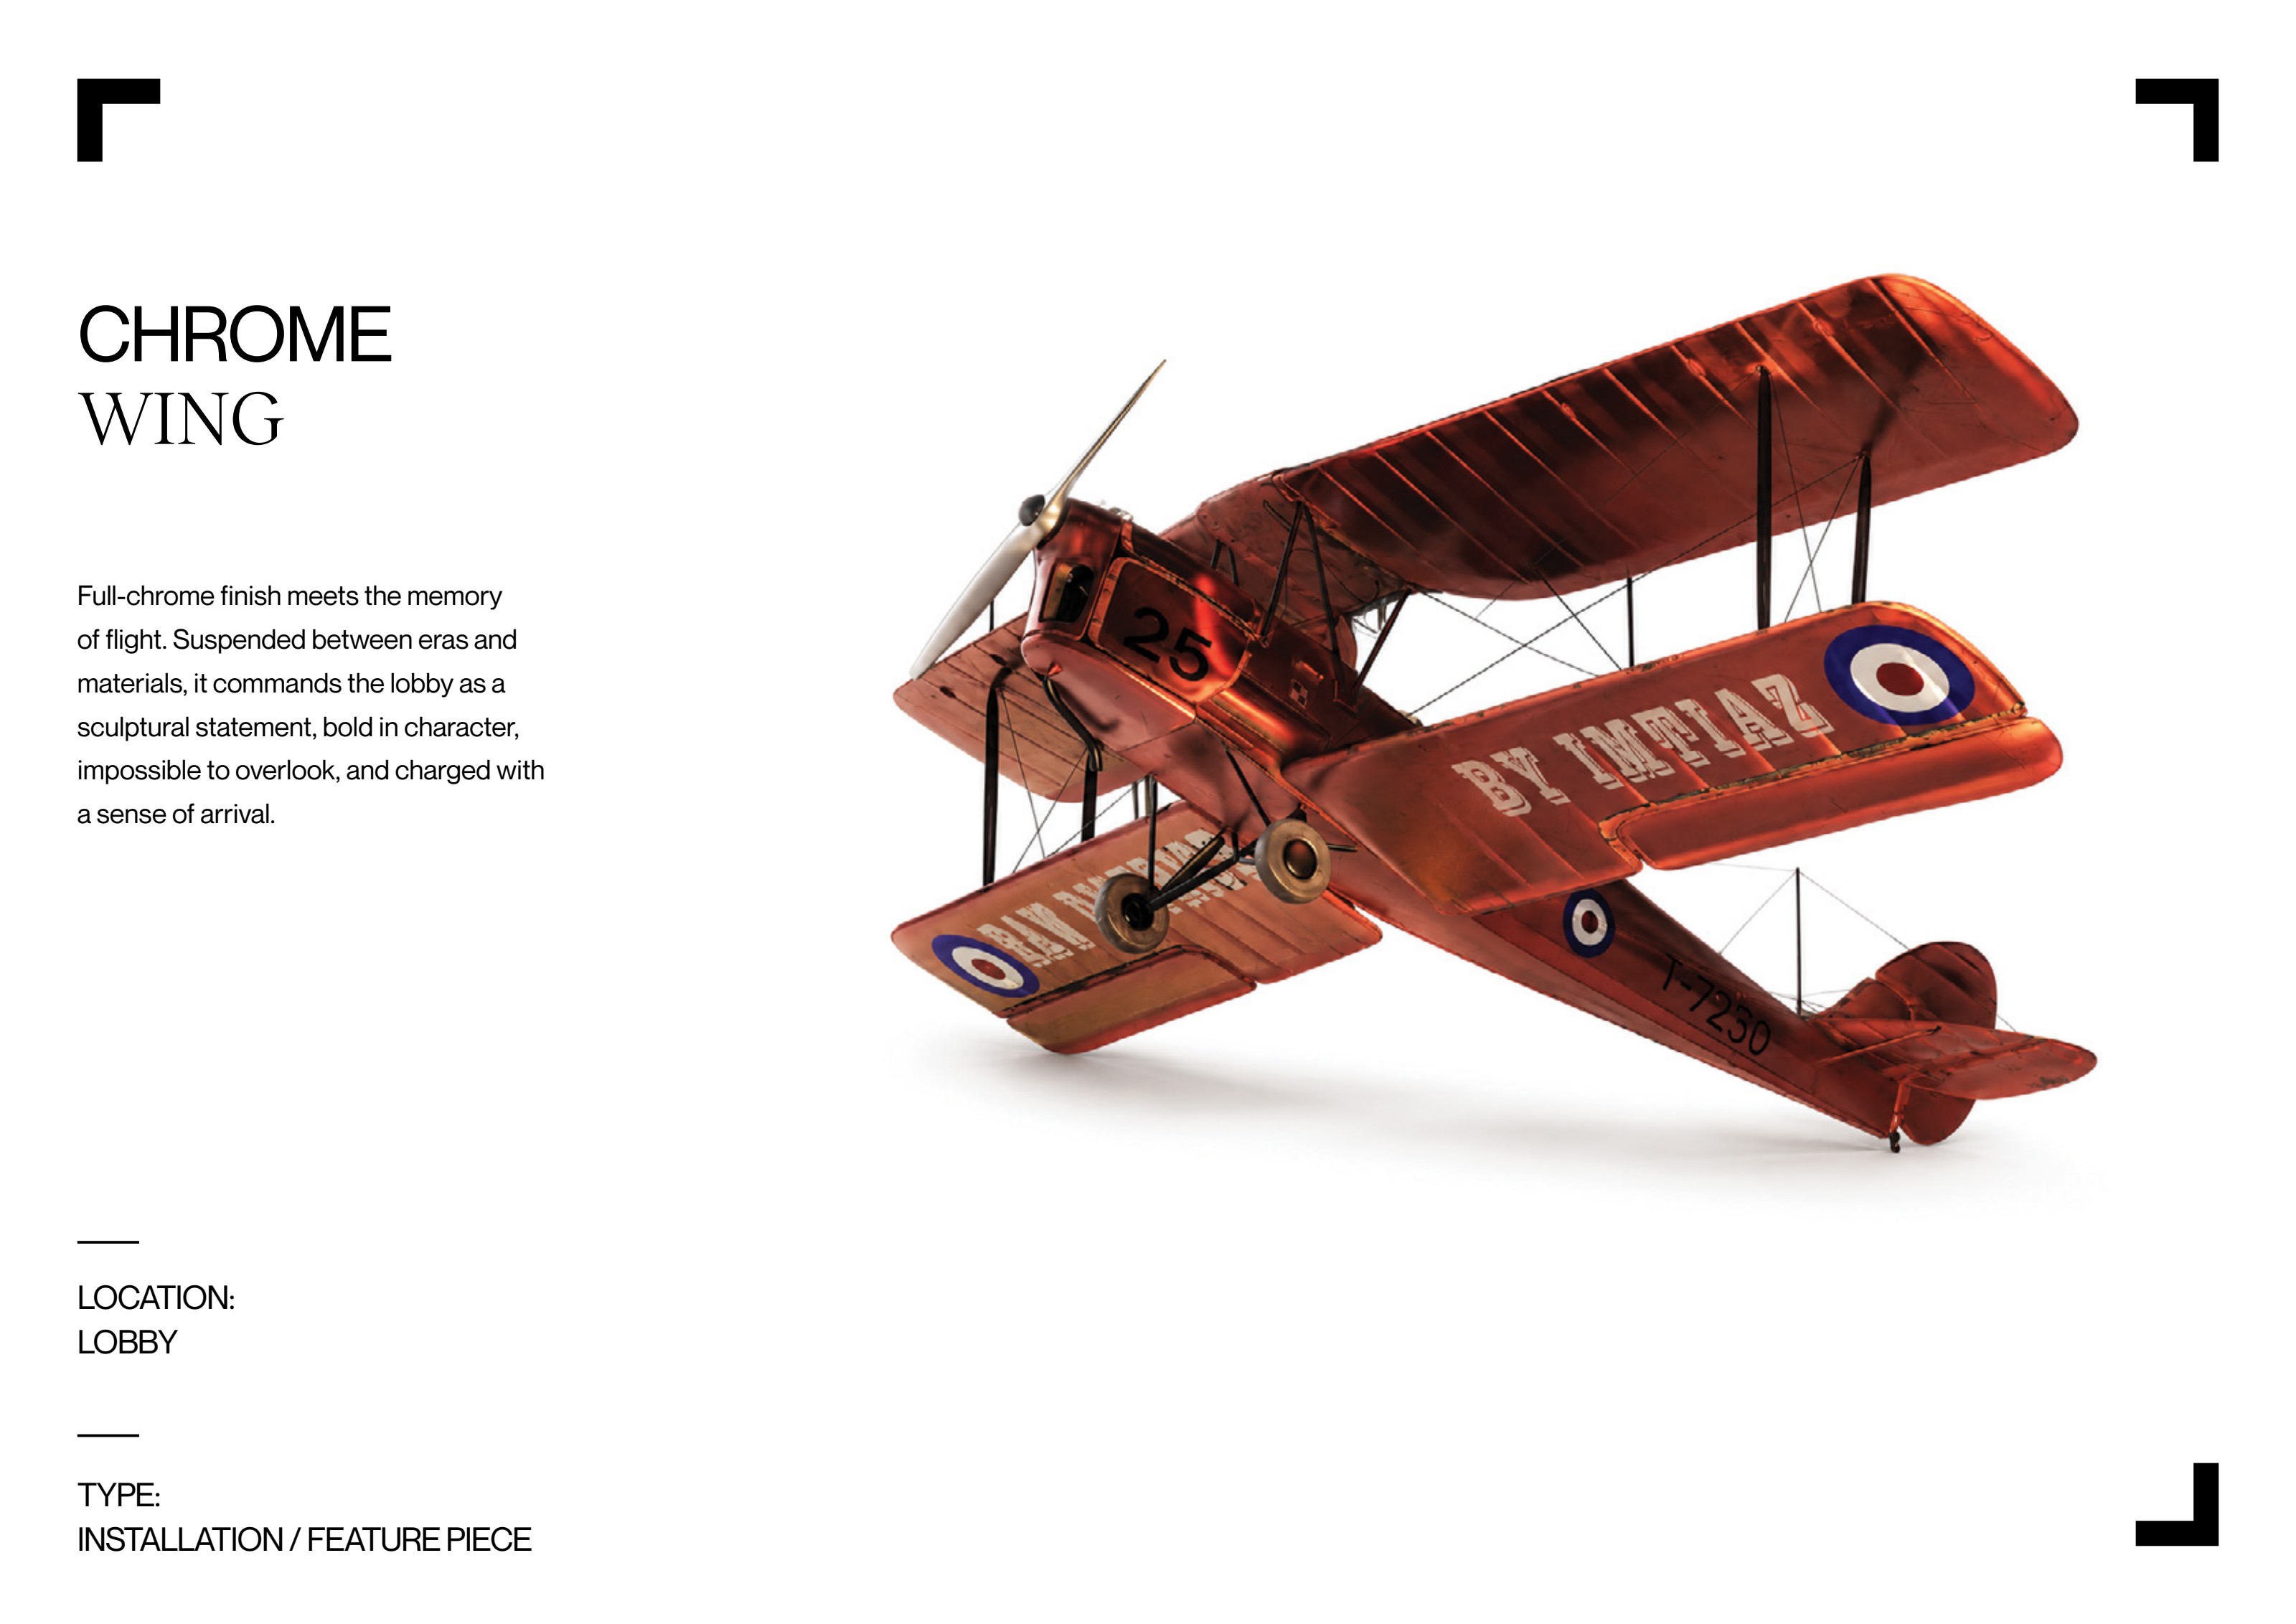 CHROME
WING
Full-chrome finish meets the memory
of flight. Suspended between eras and
materials, it commands the lobby as a
sculptural statement, bold in character,
impossible to overlook, and charged with
a sense of arrival.
LOCATION:
LOBBY
TYPE:
INSTALLATION / FEATURE PIECE
25
BY IMTIAZ
RAW
T-7230